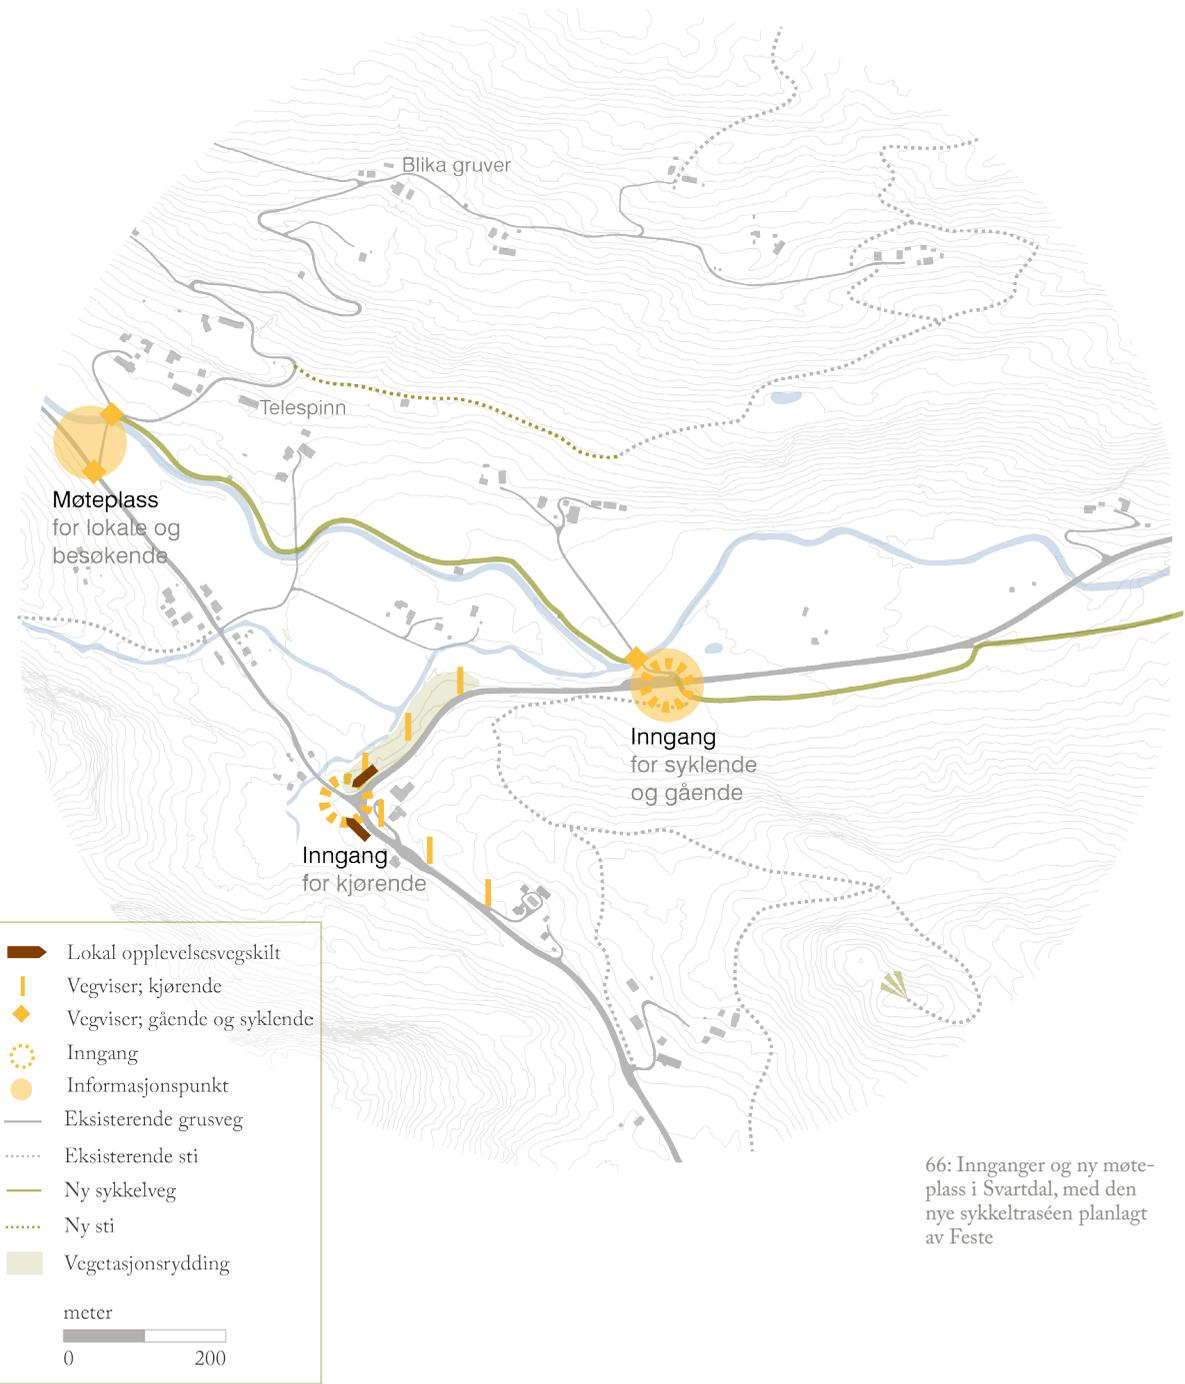 Blika gruver
Telespinn
Møteplass
for lokale og
besøkende
Inngang
for syklende
og gående
Inngang
for kjørende
Lokal opplevelsesvegskilt
Vegviser; kjørende
Vegviser; gående og syklende
Inngang
Informasjonspunkt
Eksisterende grusveg
Eksisterende sti
Ny sykkelveg
Ny sti
Vegetasjonsrydding
meter
0 200
66: Innganger og ny møte-
plass i Svartdal, med den
nye sykkeltraséen planlagt
av Feste